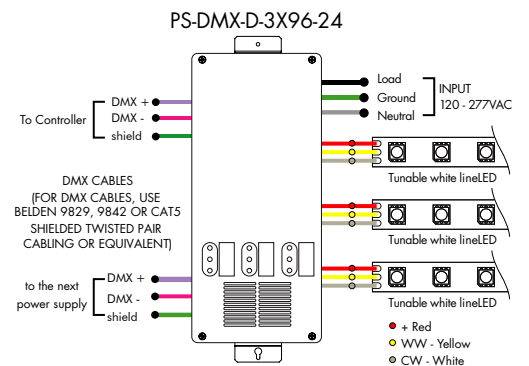 PS-DMX-D-3X96-24
To Controller
DMX +
DMX -
shield
Load
Ground
Neutral
INPUT
120 - 277VAC
DMX CABLES
(FOR DMX CABLES, USE
BELDEN 9829, 9842 OR CAT5
SHIELDED TWISTED PAIR
CABLING OR EQUIVALENT)
Tunable white lineLED
Tunable white lineLED
Tunable white lineLED
to the next
power supply
DMX +
DMX -
shield
+ Red
WW - Yellow
CW - White